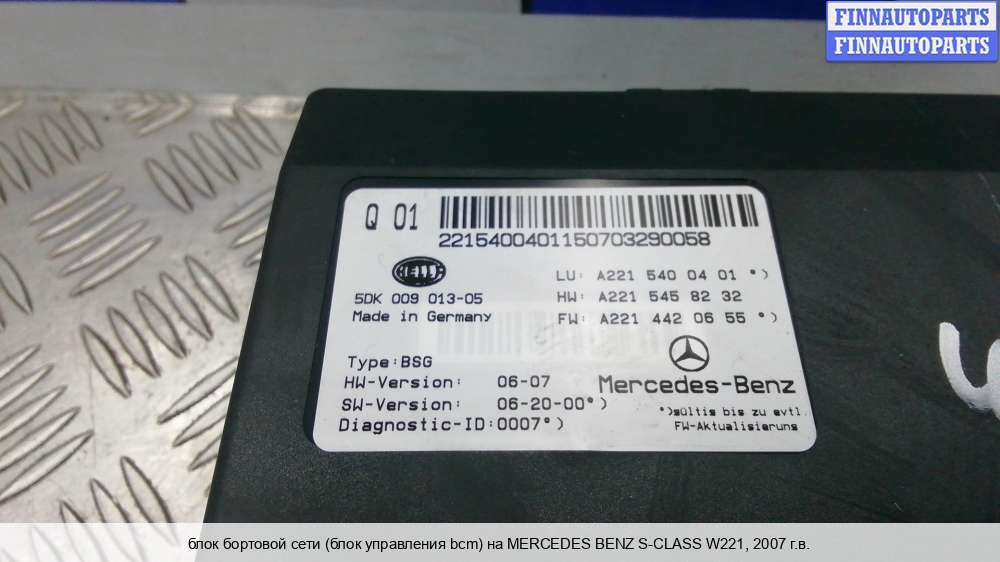 FINNAUTOPARTS
FINNAUTOPARTS
Q 01
2215400401150703290058
HELLA
5DK 009 013-05
Made in Germany
LU: A221 540 04 01*)
HW: A221 545 82 32
FW: A221 442 06 55*)
Type:BSG
HW-Version: 06-07
SW-Version: 06-20-00*)
Diagnostic-ID:0007*)
Mercedes-Benz
*)gültig bis zu evtl.
FW-Aktualisierung
блок бортовой сети (блок управления bcm) на MERCEDES BENZ S-CLASS W221, 2007 г.в.